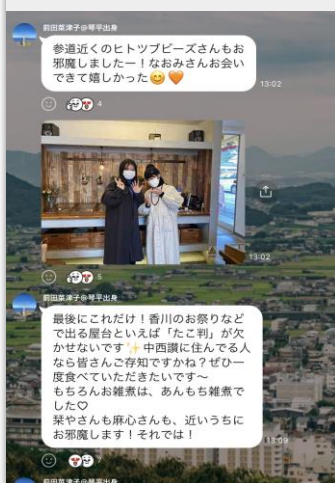 前田菜津子@琴平出身
参道近くのヒトツブビーズさんもお
邪魔しましたー！なおみさんお会い
できて嬉しかった😊🧡
13:02
4
13:02
5
前田菜津子@琴平出身
最後にこれだけ！香川のお祭りなど
で出る屋台といえば「たこ判」が欠
かせないです✨中西讃に住んでる人
なら皆さんご存知ですかね？ぜひ一
度食べていただきたいです〜
もちろんお雑煮は、あんもち雑煮で
した♡
栞やさんも麻心さんも、近いうちに
お邪魔します！それでは！
13:09
前田菜津子@琴平出身